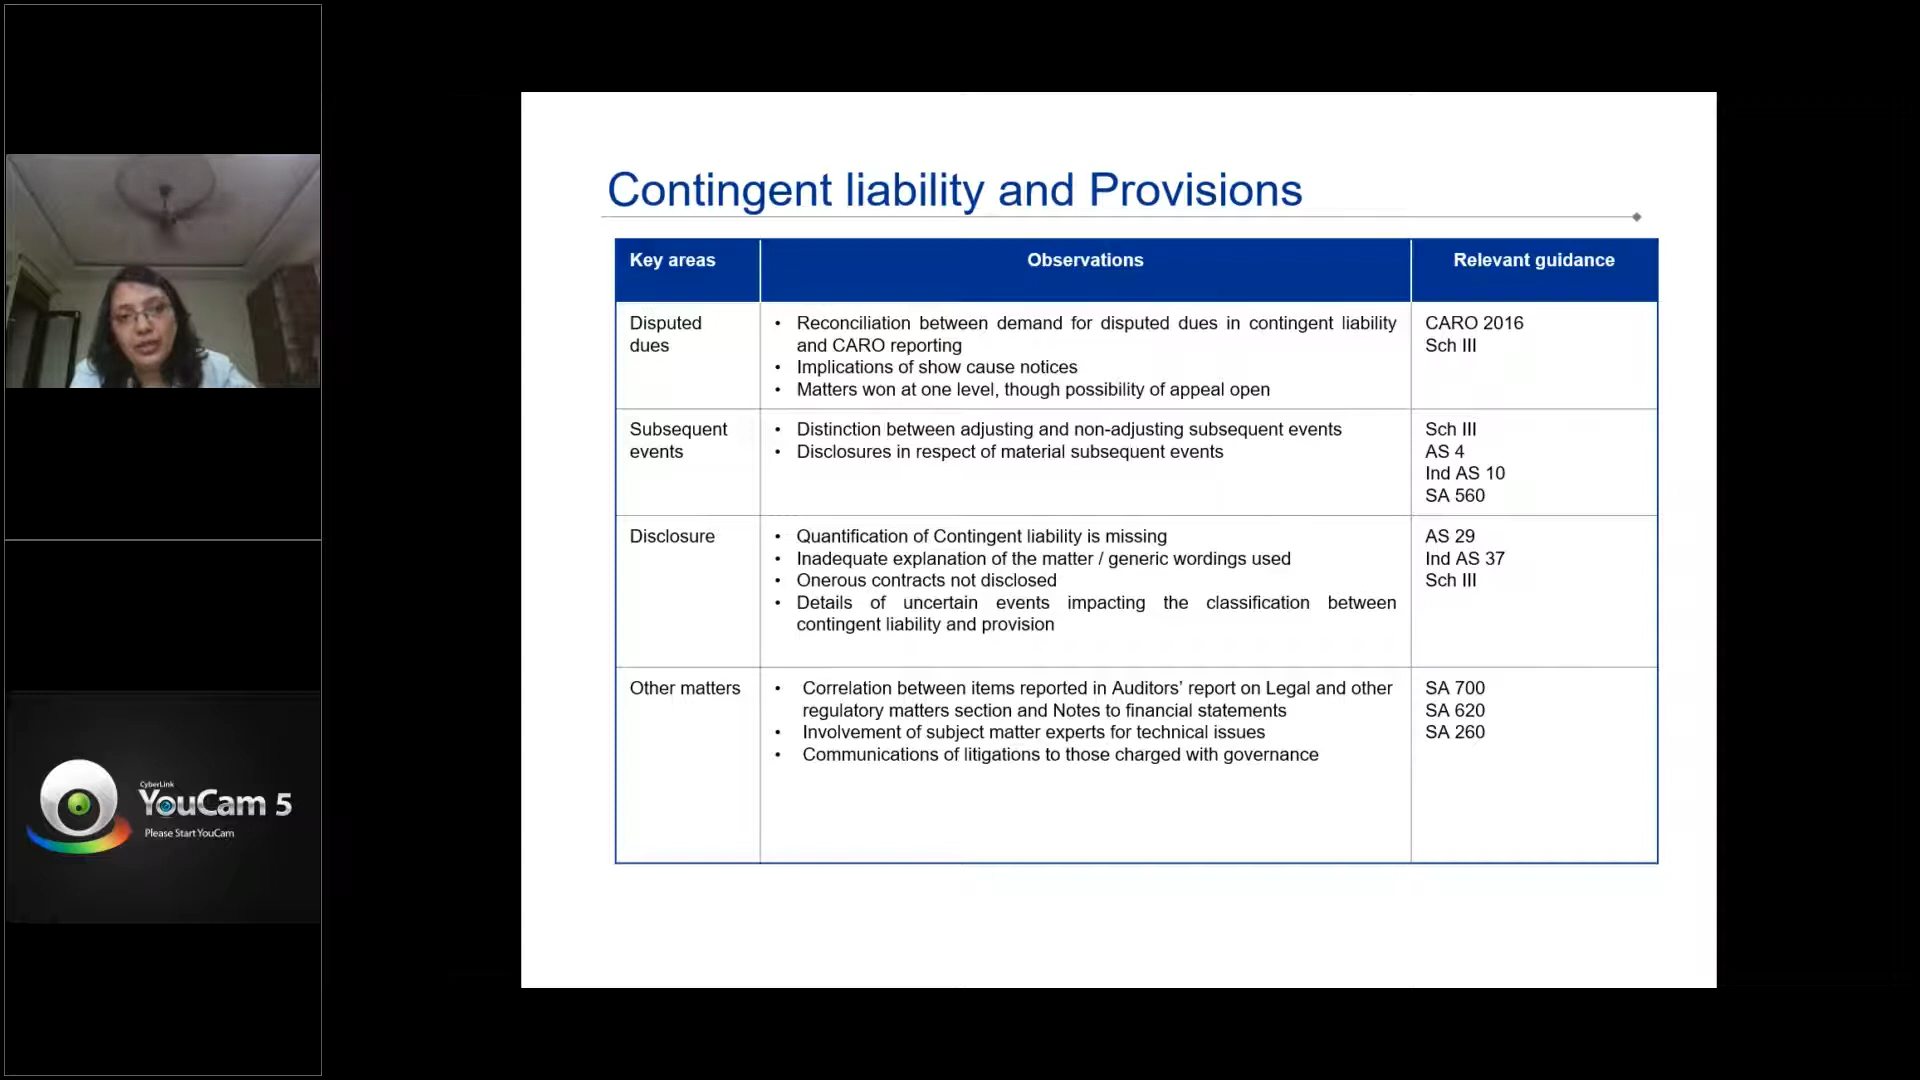 Contingent liability and Provisions
Key areas
Observations
Relevant guidance
Disputed
dues
• Reconciliation between demand for disputed dues in contingent liability
and CARO reporting
• Implications of show cause notices
• Matters won at one level, though possibility of appeal open
CARO 2016
Sch III
Subsequent
events
• Distinction between adjusting and non-adjusting subsequent events
• Disclosures in respect of material subsequent events
Sch III
AS 4
Ind AS 10
SA 560
Disclosure
• Quantification of Contingent liability is missing
• Inadequate explanation of the matter / generic wordings used
• Onerous contracts not disclosed
• Details of uncertain events impacting the classification between
contingent liability and provision
AS 29
Ind AS 37
Sch III
Other matters
• Correlation between items reported in Auditors’ report on Legal and other
regulatory matters section and Notes to financial statements
• Involvement of subject matter experts for technical issues
• Communications of litigations to those charged with governance
SA 700
SA 620
SA 260
CyberLink
YouCam 5
Please Start YouCam